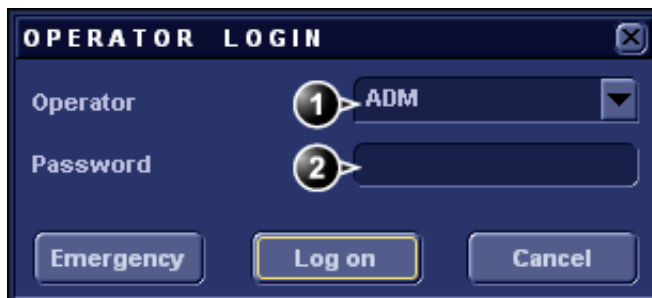 OPERATOR LOGIN
Operator 1 ADM
Password 2
Emergency Log on Cancel